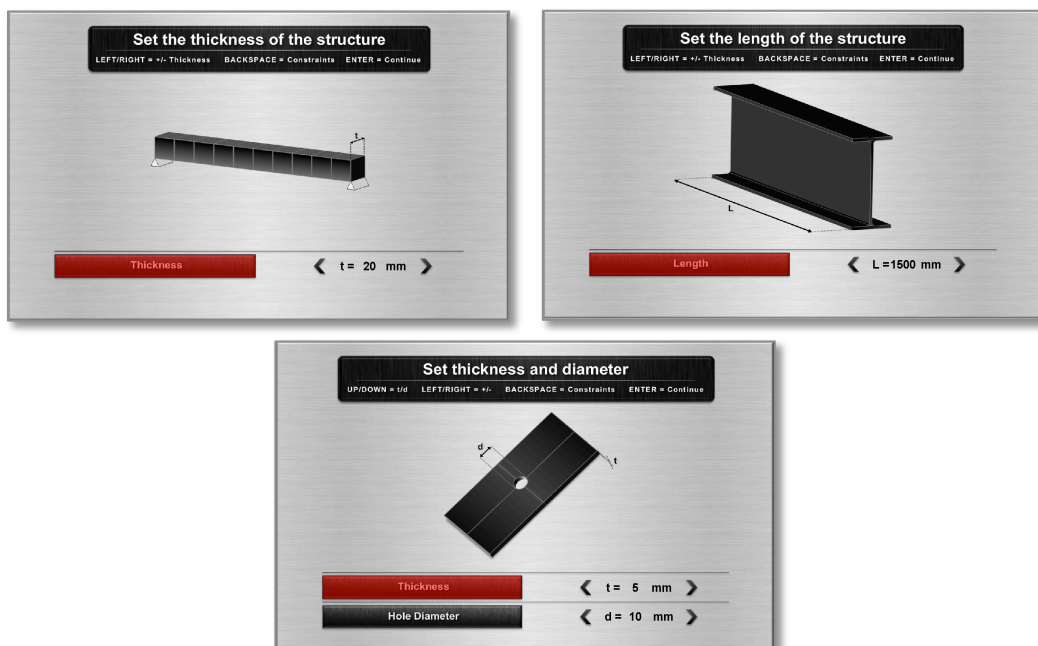 Set the thickness of the structure
LEFT/RIGHT = +/- Thickness BACKSPACE = Constraints ENTER = Continue
t
Thickness
t = 20 mm
Set the length of the structure
LEFT/RIGHT = +/- Thickness BACKSPACE = Constraints ENTER = Continue
L
Length
L =1500 mm
Set thickness and diameter
UP/DOWN = t/d LEFT/RIGHT = +/- BACKSPACE = Constraints ENTER = Continue
d
t
Thickness
t = 5 mm
Hole Diameter
d = 10 mm